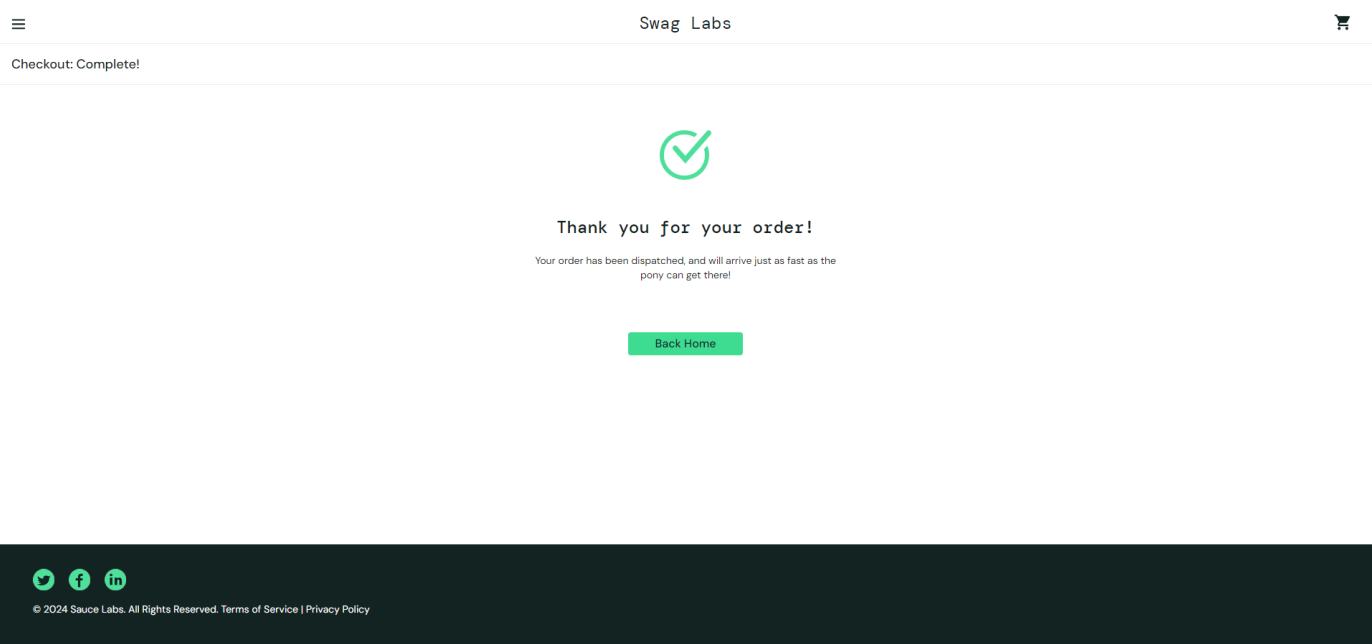 Swag Labs
Checkout: Complete!
Thank you for your order!
Your order has been dispatched, and will arrive just as fast as the
pony can get there!
Back Home
© 2024 Sauce Labs. All Rights Reserved. Terms of Service | Privacy Policy